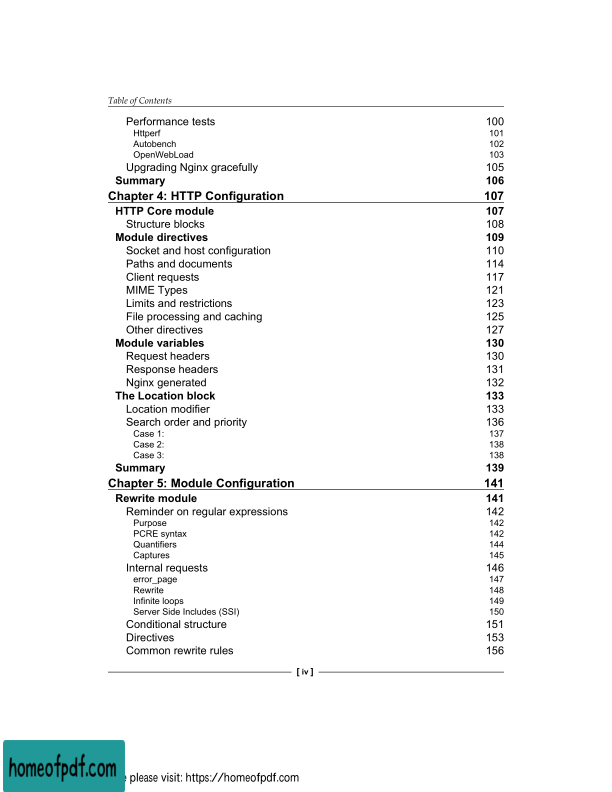 Table of Contents
Performance tests 100
Httperf 101
Autobench 102
OpenWebLoad 103
Upgrading Nginx gracefully 105
Summary 106
Chapter 4: HTTP Configuration 107
HTTP Core module 107
Structure blocks 108
Module directives 109
Socket and host configuration 110
Paths and documents 114
Client requests 117
MIME Types 121
Limits and restrictions 123
File processing and caching 125
Other directives 127
Module variables 130
Request headers 130
Response headers 131
Nginx generated 132
The Location block 133
Location modifier 133
Search order and priority 136
Case 1: 137
Case 2: 138
Case 3: 138
Summary 139
Chapter 5: Module Configuration 141
Rewrite module 141
Reminder on regular expressions 142
Purpose 142
PCRE syntax 142
Quantifiers 144
Captures 145
Internal requests 146
error_page 147
Rewrite 148
Infinite loops 149
Server Side Includes (SSI) 150
Conditional structure 151
Directives 153
Common rewrite rules 156
[ iv ]
homeofpdf.com
please visit: https://homeofpdf.com